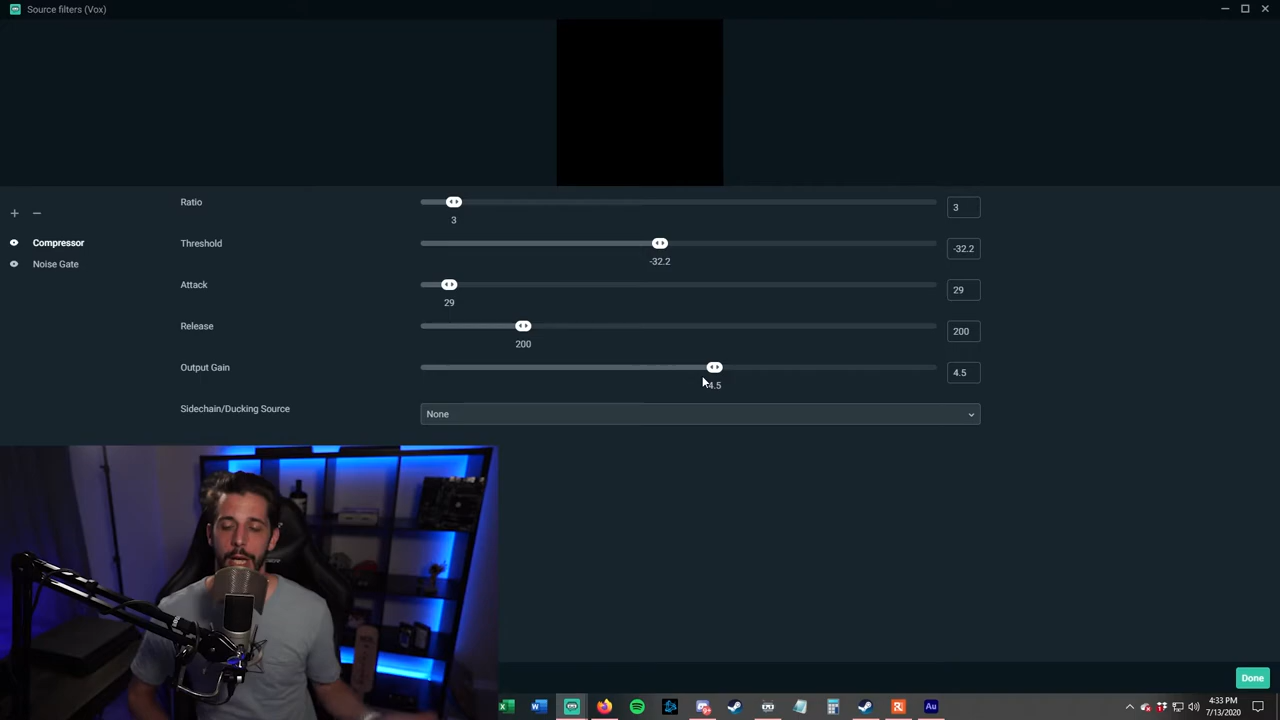 Source filters (Vox)
Ratio
3
3
Compressor
Threshold
-32.2
-32.2
Noise Gate
Attack
29
29
Release
200
200
Output Gain
4.5
4.5
Sidechain/Ducking Source
None
Done
4:33 PM
7/13/2020
Au